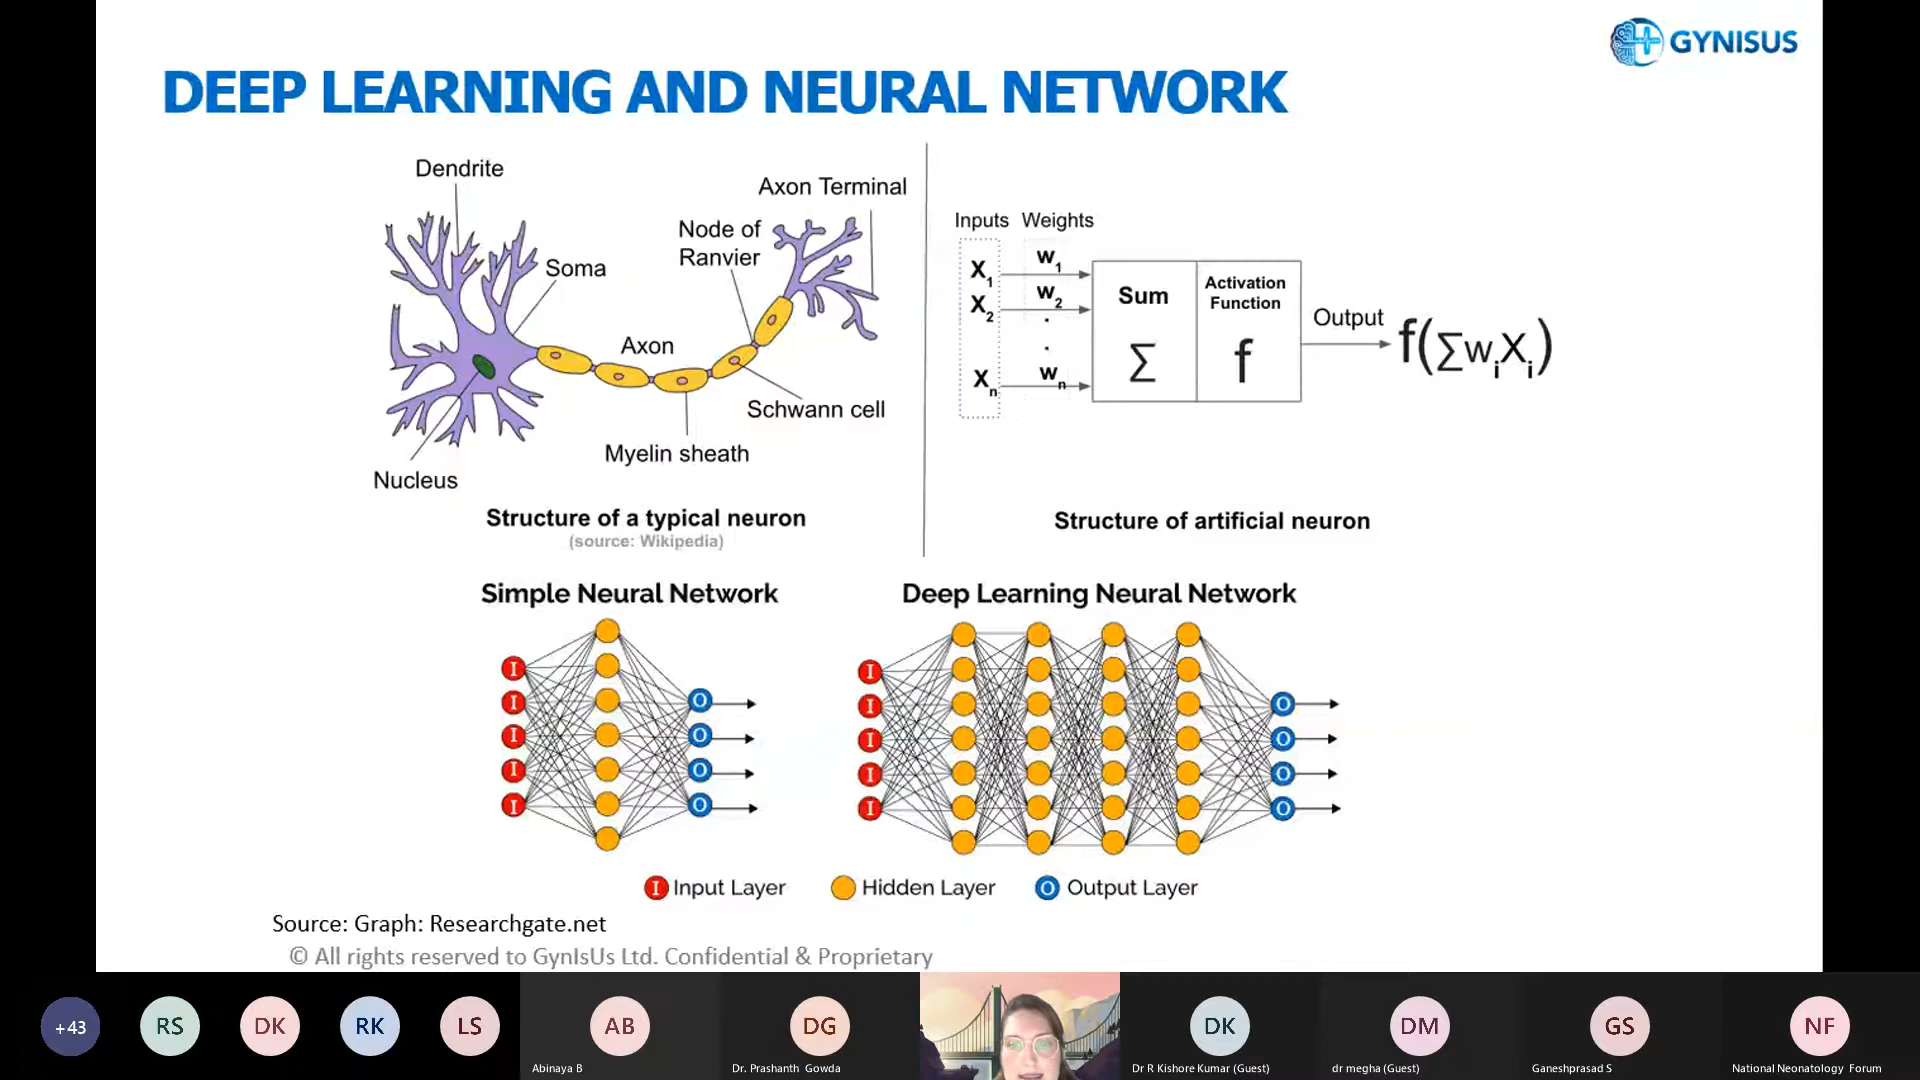 GYNISUS
DEEP LEARNING AND NEURAL NETWORK
Dendrite
Axon Terminal
Node of
Ranvier
Soma
Axon
Schwann cell
Myelin sheath
Nucleus
Structure of a typical neuron
(source: Wikipedia)
Inputs Weights
X1 w1
X2 w2
.
.
Xn wn
Sum
Σ
Activation
Function
f
Output
f(∑wiXi)
Structure of artificial neuron
Simple Neural Network
I
I
I
I
I
O
O
O
O
Deep Learning Neural Network
I
I
I
I
I
O
O
O
O
I Input Layer Hidden Layer O Output Layer
Source: Graph: Researchgate.net
© All rights reserved to GynIsUs Ltd. Confidential & Proprietary
+43 RS DK RK LS AB DG DK DM GS NF
Abinaya B Dr. Prashanth Gowda Dr R Kishore Kumar (Guest) dr megha (Guest) Ganeshprasad S National Neonatology Forum